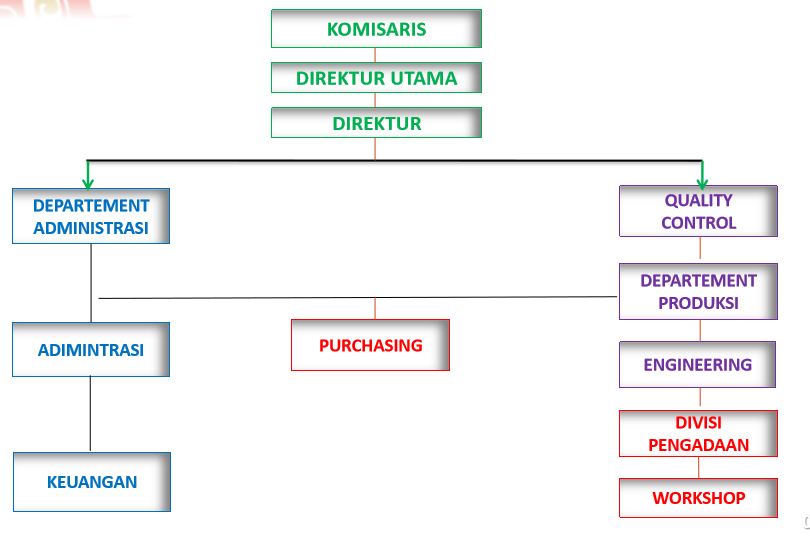 KOMISARIS
DIREKTUR UTAMA
DIREKTUR
DEPARTEMENT
ADMINISTRASI
QUALITY
CONTROL
DEPARTEMENT
PRODUKSI
ADIMINTRASI
PURCHASING
ENGINEERING
DIVISI
PENGADAAN
KEUANGAN
WORKSHOP